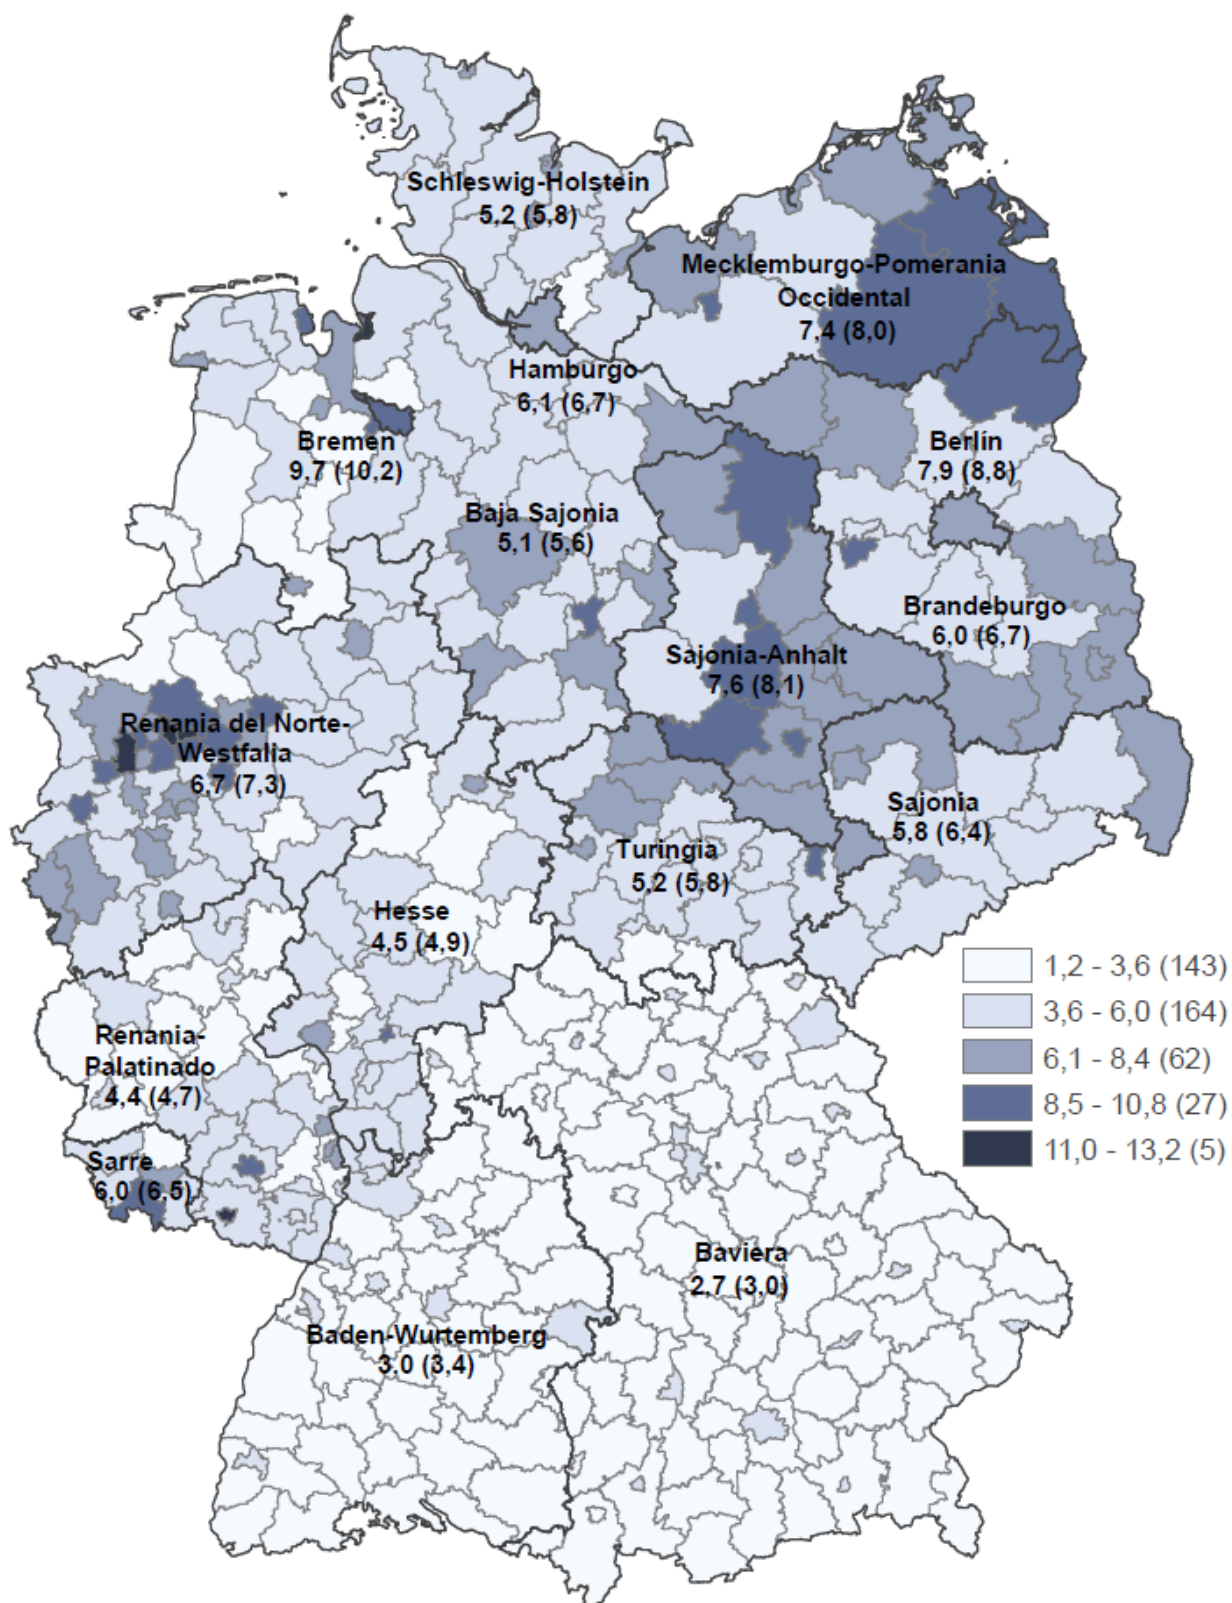 Schleswig-Holstein
5,2 (5,8)
Mecklemburgo-Pomerania
Occidental
7,4 (8,0)
Hamburgo
6,1 (6,7)
Bremen
9,7 (10,2)
Berlín
7,9 (8,8)
Baja Sajonia
5,1 (5,6)
Brandeburgo
6,0 (6,7)
Sajonia-Anhalt
7,6 (8,1)
Renania del Norte-
Westfalia
6,7 (7,3)
Sajonia
5,8 (6,4)
Turingia
5,2 (5,8)
Hesse
4,5 (4,9)
1,2 - 3,6 (143)
3,6 - 6,0 (164)
6,1 - 8,4 (62)
8,5 - 10,8 (27)
11,0 - 13,2 (5)
Renania-
Palatinado
4,4 (4,7)
Sarre
6,0 (6,5)
Baviera
2,7 (3,0)
Baden-Wurtemberg
3,0 (3,4)